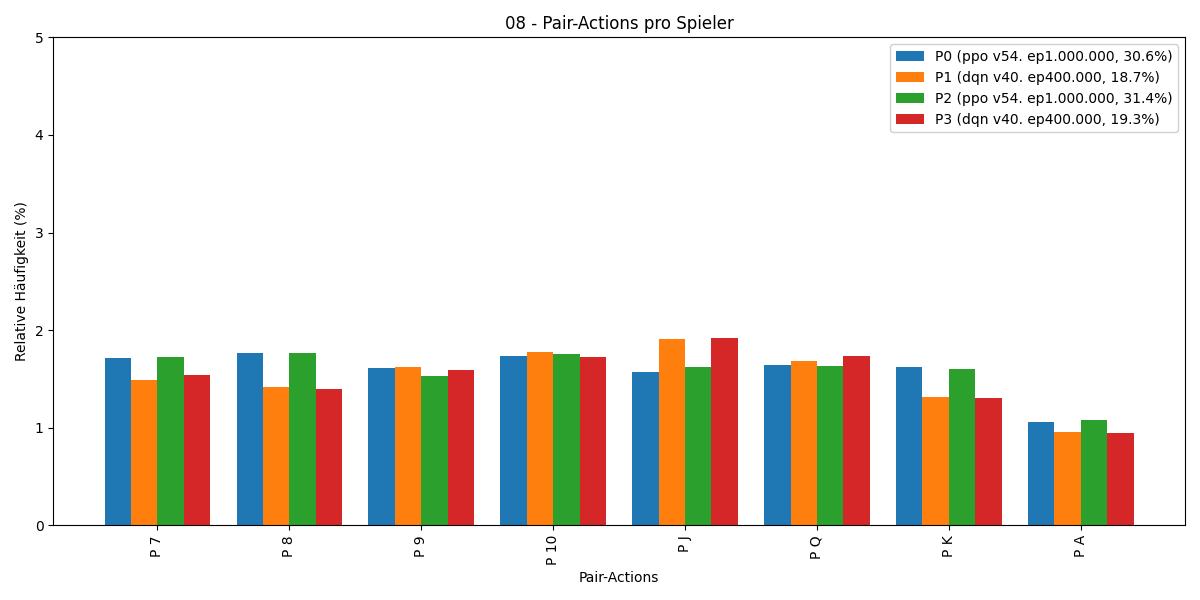 08 - Pair-Actions pro Spieler
5
4
3
2
1
0
Relative Häufigkeit (%)
P0 (ppo v54. ep1.000.000, 30.6%)
P1 (dqn v40. ep400.000, 18.7%)
P2 (ppo v54. ep1.000.000, 31.4%)
P3 (dqn v40. ep400.000, 19.3%)
P 7
P 8
P 9
P 10
P J
P Q
P K
P A
Pair-Actions